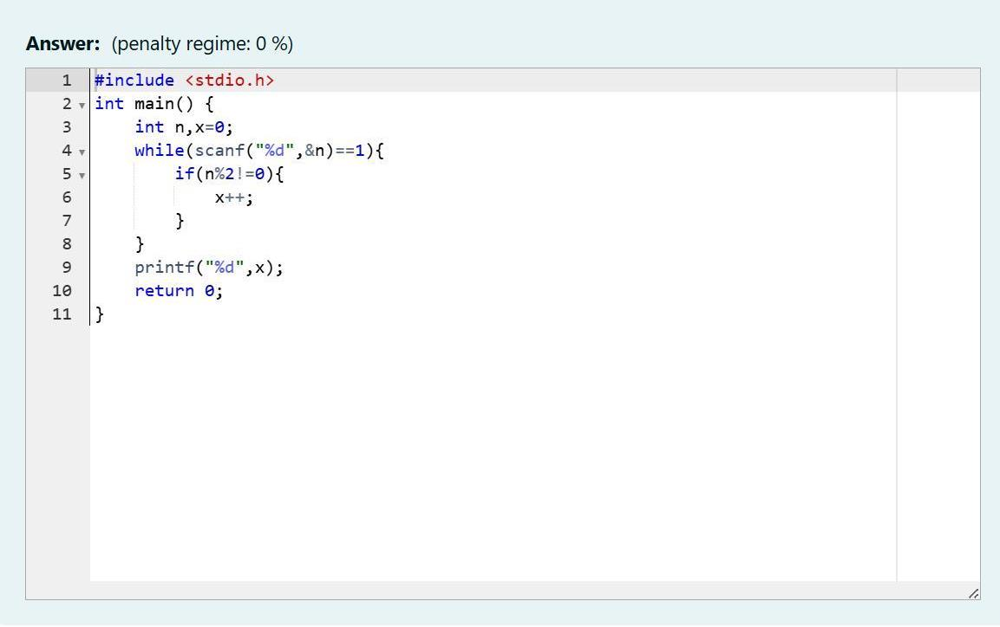 Answer: (penalty regime: 0 %)
1 #include <stdio.h>
2 int main() {
3     int n,x=0;
4     while(scanf("%d",&n)==1){
5         if(n%2!=0){
6             x++;
7         }
8     }
9     printf("%d",x);
10     return 0;
11 }